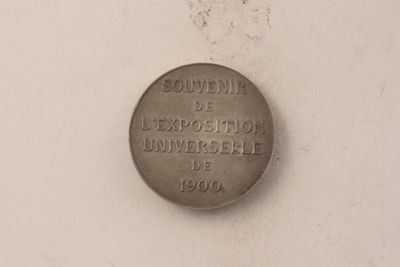 SOUVENIR
DE
L'EXPOSITION
UNIVERSELLE
DE
1900